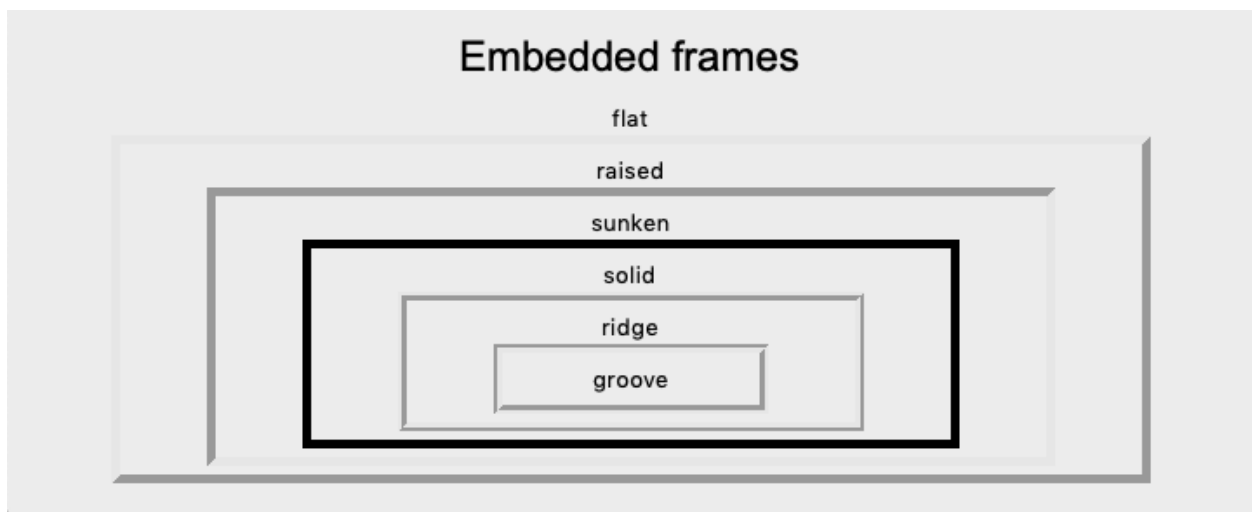 Embedded frames
flat
raised
sunken
solid
ridge
groove